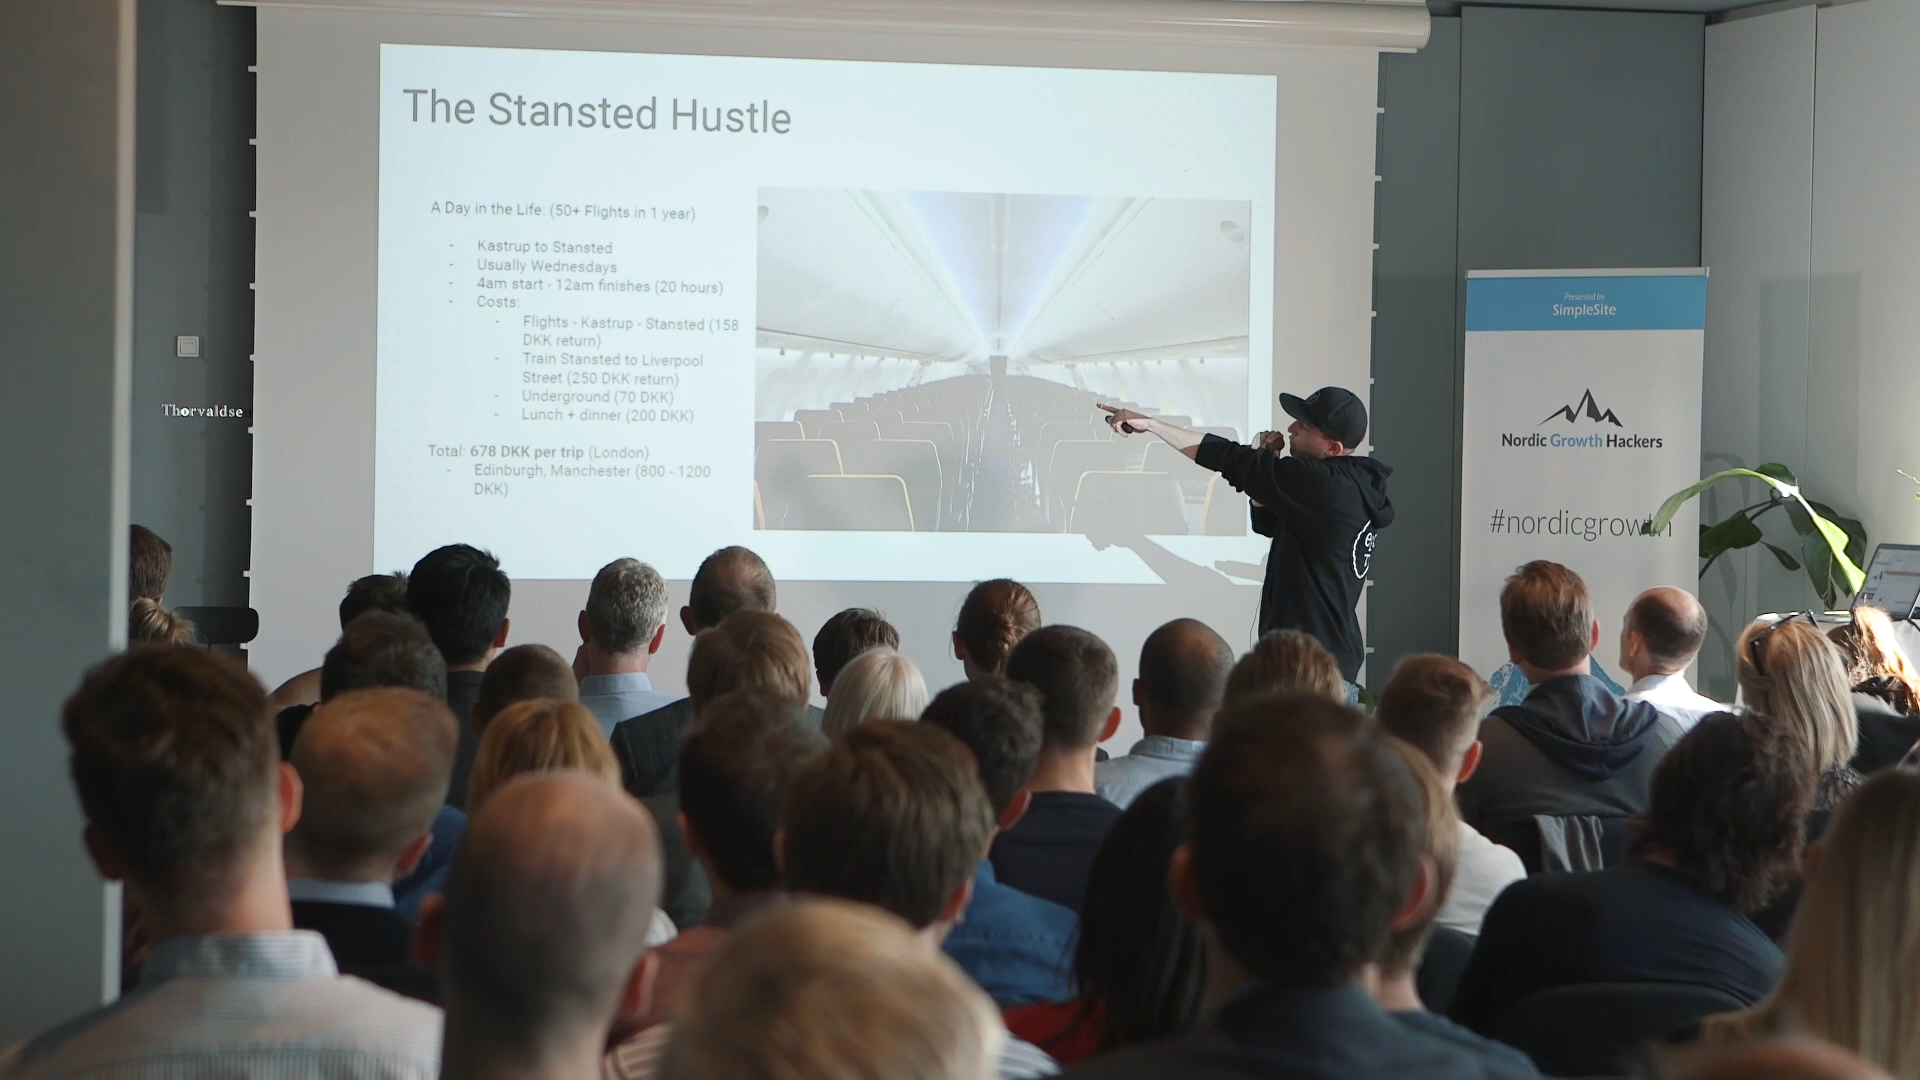 The Stansted Hustle
A Day in the Life: (50+ Flights in 1 year)
- Kastrup to Stansted
- Usually Wednesdays
- 4am start - 12am finishes (20 hours)
- Costs:
- Flights - Kastrup - Stansted (158
DKK return)
- Train Stansted to Liverpool
Street (250 DKK return)
- Underground (70 DKK)
- Lunch + dinner (200 DKK)
Total: 678 DKK per trip (London)
- Edinburgh, Manchester (800 - 1200
DKK)
Thorvaldse
Presented by
SimpleSite
Nordic Growth Hackers
#nordicgrowth